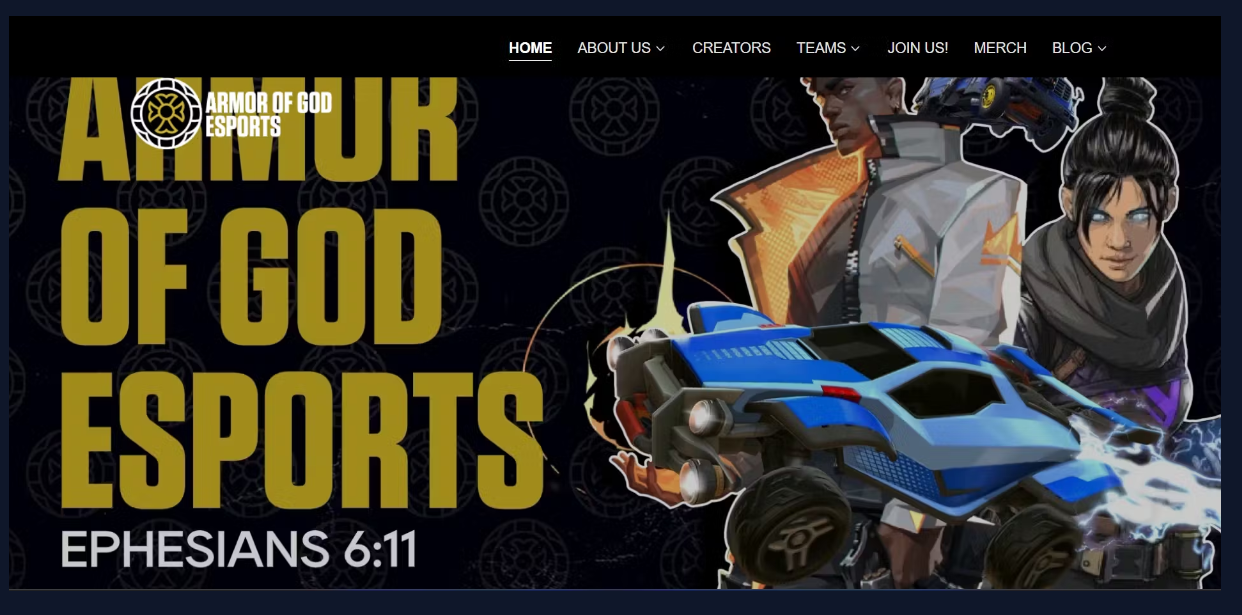 HOME ABOUT US CREATORS TEAMS JOIN US! MERCH BLOG
ARMOR OF GOD
ESPORTS
ARMOR
OF GOD
ESPORTS
EPHESIANS 6:11